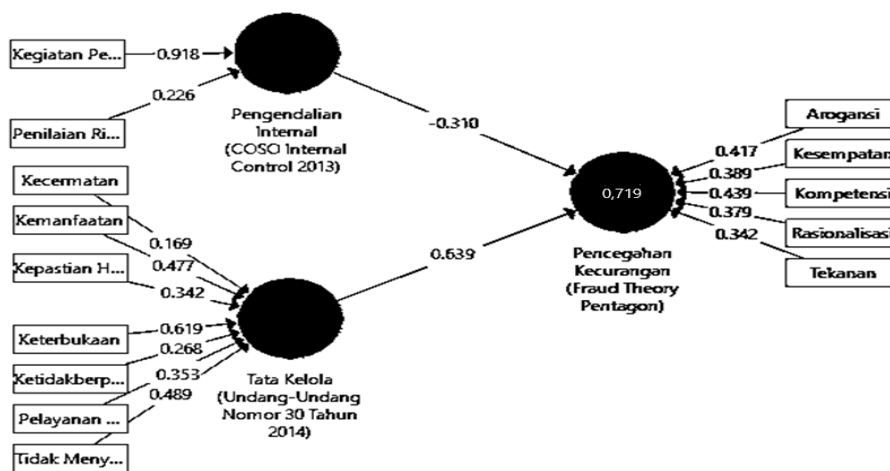 Kegiatan Pe...
0.918
0.226
Penilaian Ri...
Pengendalian
Internal
(COSO Internal
Control 2013)
-0.310
Kecermatan
Kemanfaatan
Kepastian H...
0.169
0.477
0.342
Keterbukaan
Ketidakberp...
Pelayanan ...
Tidak Meny...
0.619
0.268
0.353
0.489
Tata Kelola
(Undang-Undang
Nomor 30 Tahun
2014)
0.639
0,719
Pencegahan
Kecurangan
(Fraud Theory
Pentagon)
0.417
0.389
0.439
0.379
0.342
Arogansi
Kesempatan
Kompetensi
Rasionalisasi
Tekanan